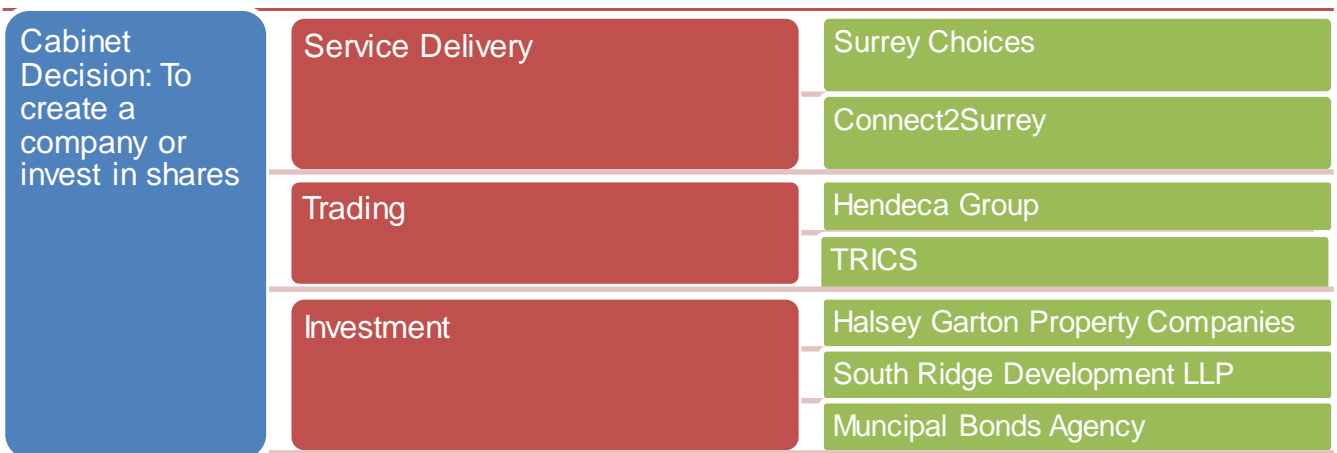 Cabinet
Decision: To
create a
company or
invest in shares
Service Delivery
Surrey Choices
Connect2Surrey
Trading
Hendeca Group
TRICS
Investment
Halsey Garton Property Companies
South Ridge Development LLP
Muncipal Bonds Agency